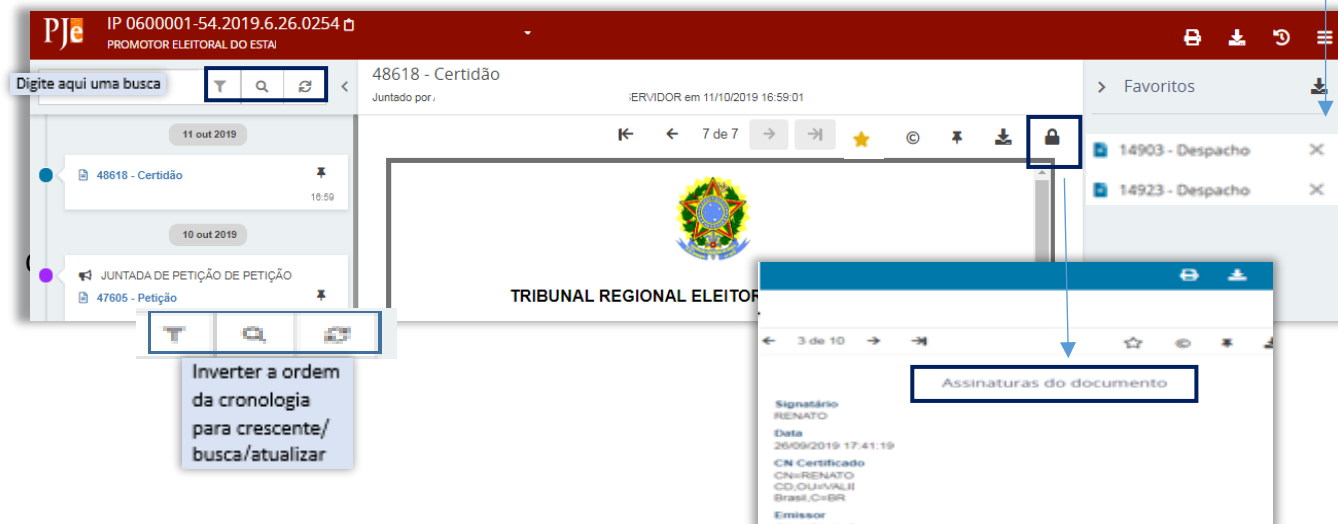 PJe
IP 0600001-54.2019.6.26.0254
PROMOTOR ELEITORAL DO ESTA
Digite aqui uma busca
11 out 2019
48618 - Certidão
16:59
10 out 2019
JUNTADA DE PETIÇÃO DE PETIÇÃO
47605 - Petição
Inverter a ordem
da cronologia
para crescente/
busca/atualizar
48618 - Certidão
Juntado por
SERVIDOR em 11/10/2019 16:59:01
7 de 7
TRIBUNAL REGIONAL ELEITOR
Favoritos
14903 - Despacho
14923 - Despacho
3 de 10
Assinaturas do documento
Signatário
RENATO
Data
26/09/2019 17:41:19
CN Certificado
CN=RENATO
CD,OU=VALII
Brasil,C=BR
Emissor